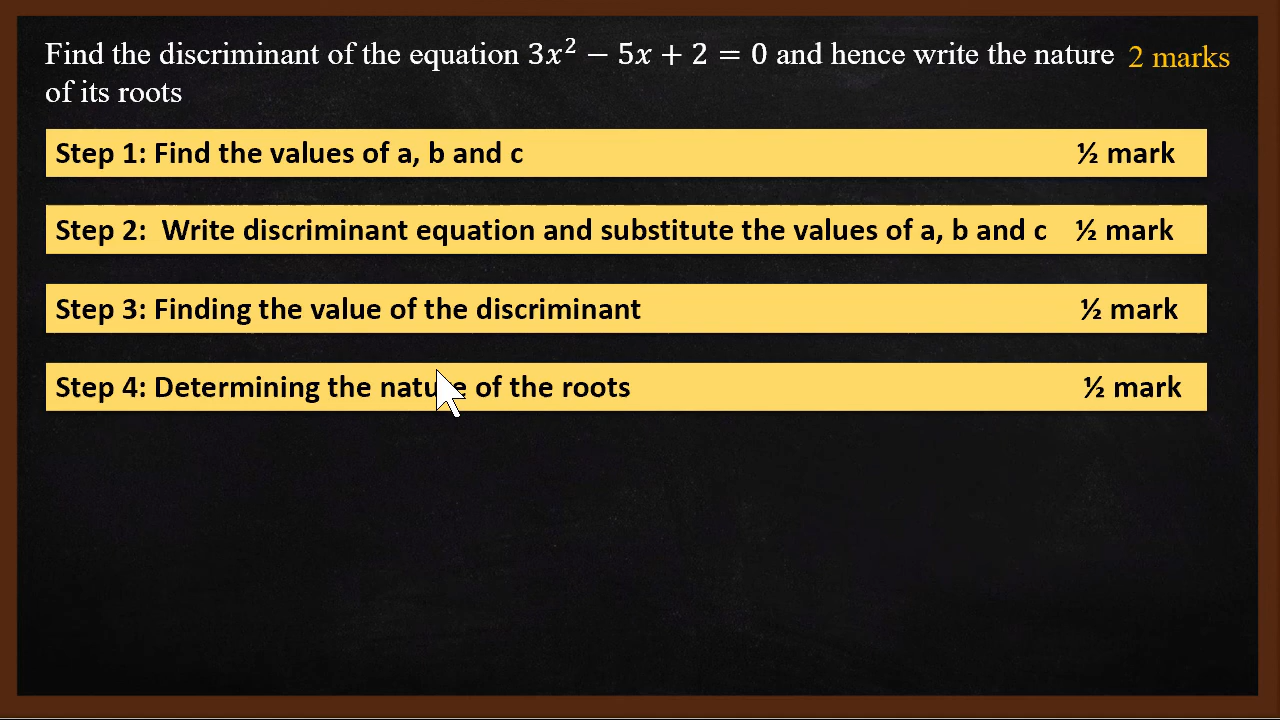 Find the discriminant of the equation 3x² − 5x + 2 = 0 and hence write the nature 2 marks
of its roots
Step 1: Find the values of a, b and c ½ mark
Step 2: Write discriminant equation and substitute the values of a, b and c ½ mark
Step 3: Finding the value of the discriminant ½ mark
Step 4: Determining the nature of the roots ½ mark